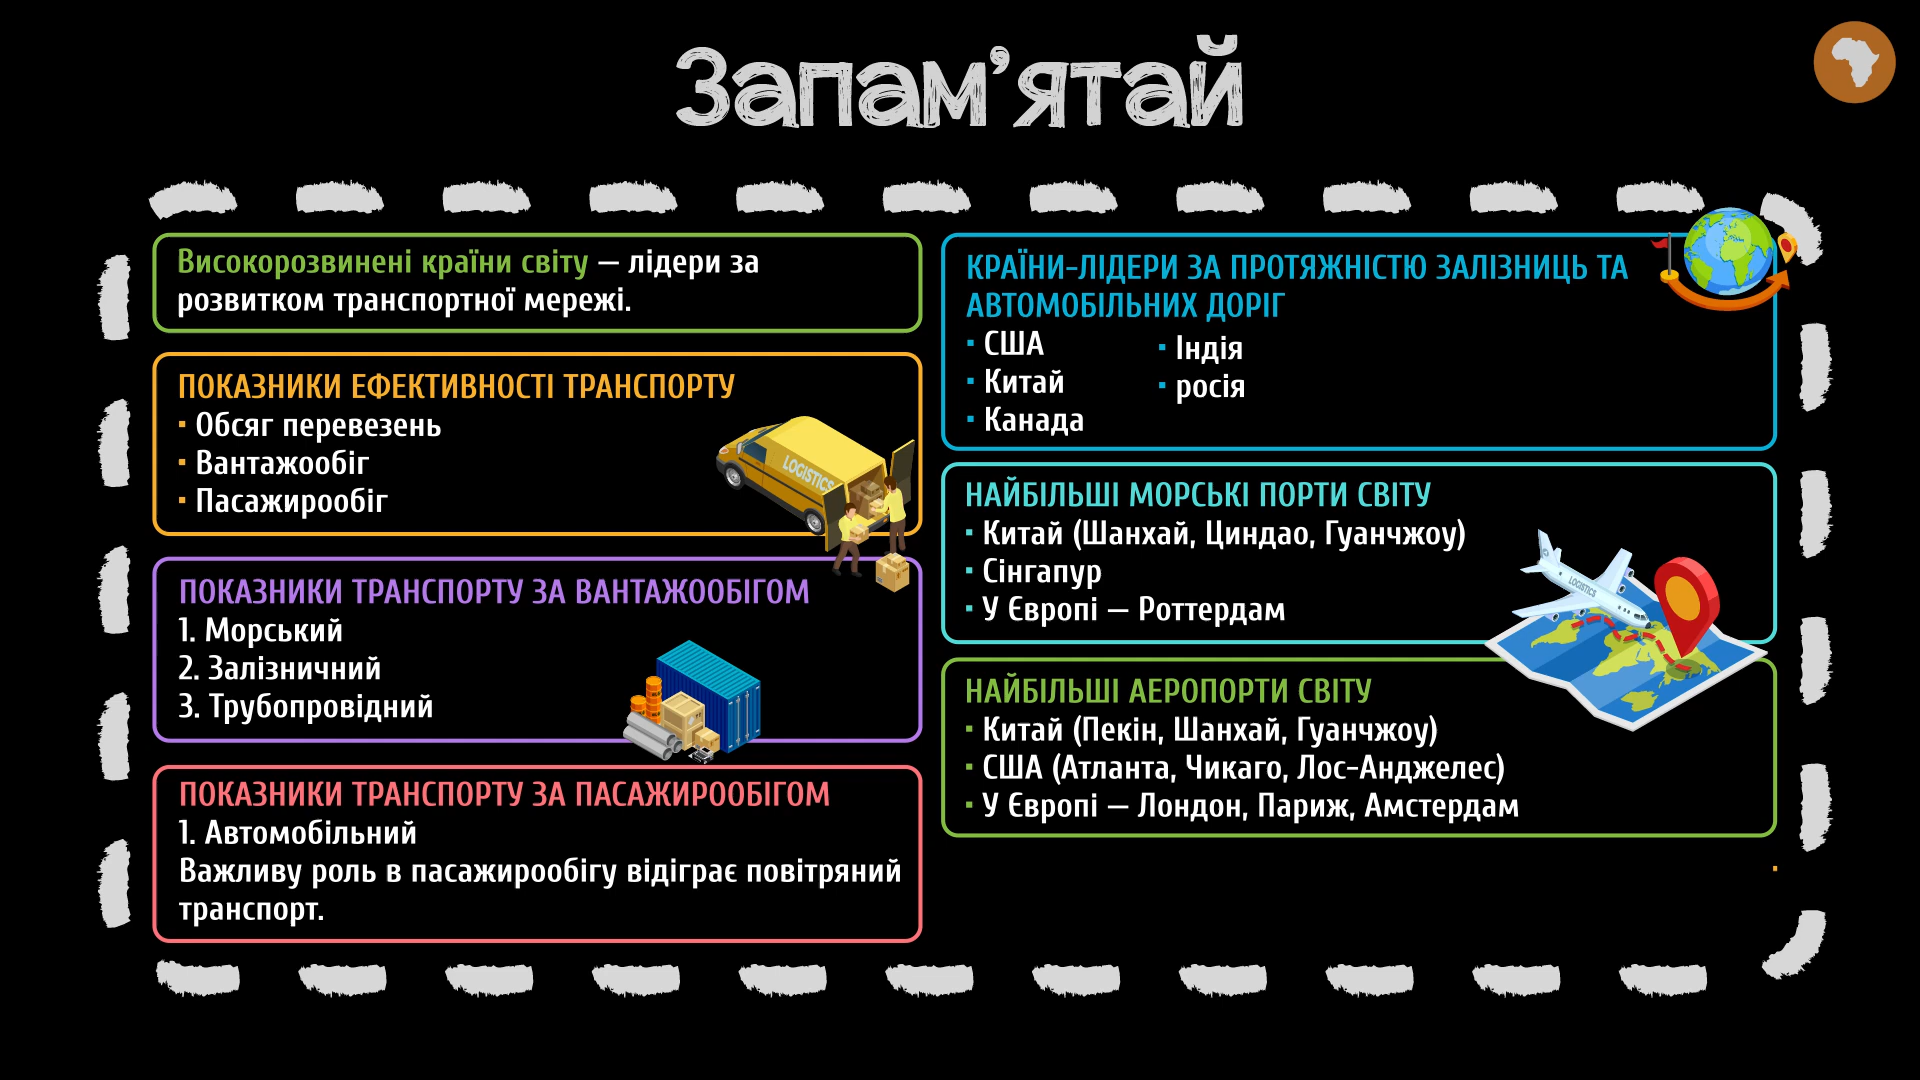 Запам’ятай
Високорозвинені країни світу — лідери за
розвитком транспортної мережі.
ПОКАЗНИКИ ЕФЕКТИВНОСТІ ТРАНСПОРТУ
▪ Обсяг перевезень
▪ Вантажообіг
▪ Пасажирообіг
LOGISTICS
ПОКАЗНИКИ ТРАНСПОРТУ ЗА ВАНТАЖООБІГОМ
1. Морський
2. Залізничний
3. Трубопровідний
ПОКАЗНИКИ ТРАНСПОРТУ ЗА ПАСАЖИРООБІГОМ
1. Автомобільний
Важливу роль в пасажирообігу відіграє повітряний
транспорт.
КРАЇНИ-ЛІДЕРИ ЗА ПРОТЯЖНІСТЮ ЗАЛІЗНИЦЬ ТА
АВТОМОБІЛЬНИХ ДОРІГ
▪ США
▪ Китай
▪ Канада
▪ Індія
▪ росія
НАЙБІЛЬШІ МОРСЬКІ ПОРТИ СВІТУ
▪ Китай (Шанхай, Циндао, Гуанчжоу)
▪ Сінгапур
▪ У Європі — Роттердам
LOGISTICS
НАЙБІЛЬШІ АЕРОПОРТИ СВІТУ
▪ Китай (Пекін, Шанхай, Гуанчжоу)
▪ США (Атланта, Чикаго, Лос-Анджелес)
▪ У Європі — Лондон, Париж, Амстердам